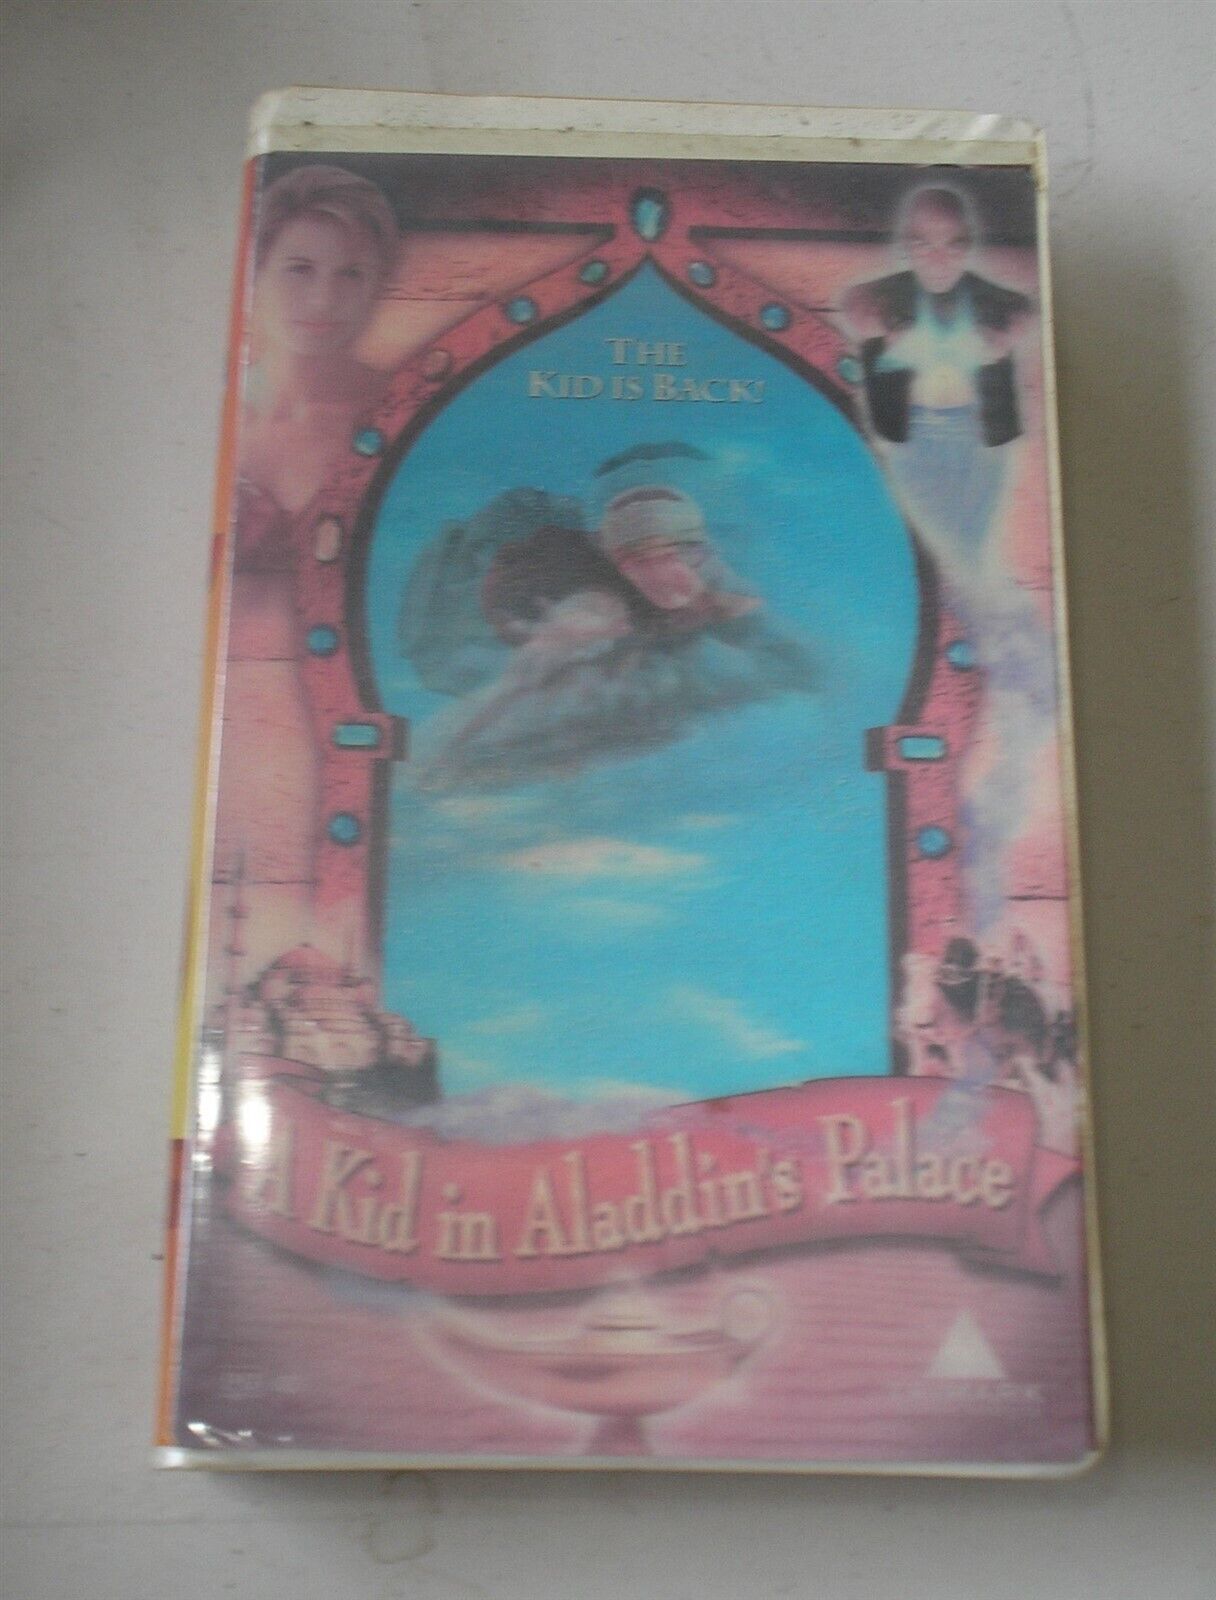 THE
KID IS BACK!
A Kid in Aladdin's Palace